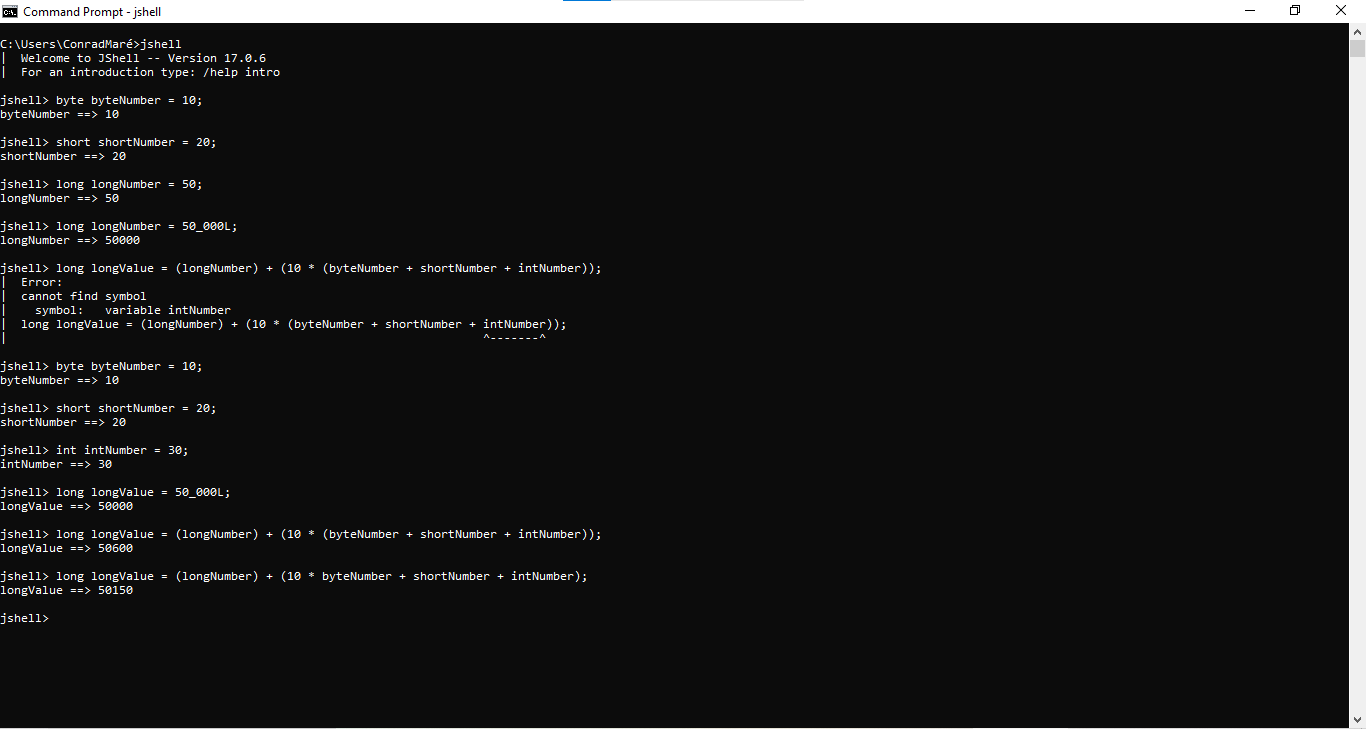 Command Prompt - jshell
C:\Users\ConradMaré>jshell
|  Welcome to JShell -- Version 17.0.6
|  For an introduction type: /help intro
jshell> byte byteNumber = 10;
byteNumber ==> 10
jshell> short shortNumber = 20;
shortNumber ==> 20
jshell> long longNumber = 50;
longNumber ==> 50
jshell> long longNumber = 50_000L;
longNumber ==> 50000
jshell> long longValue = (longNumber) + (10 * (byteNumber + shortNumber + intNumber));
|  Error:
|  cannot find symbol
|    symbol:   variable intNumber
|  long longValue = (longNumber) + (10 * (byteNumber + shortNumber + intNumber));
|                                                                    ^-------^
jshell> byte byteNumber = 10;
byteNumber ==> 10
jshell> short shortNumber = 20;
shortNumber ==> 20
jshell> int intNumber = 30;
intNumber ==> 30
jshell> long longValue = 50_000L;
longValue ==> 50000
jshell> long longValue = (longNumber) + (10 * (byteNumber + shortNumber + intNumber));
longValue ==> 50600
jshell> long longValue = (longNumber) + (10 * byteNumber + shortNumber + intNumber);
longValue ==> 50150
jshell>